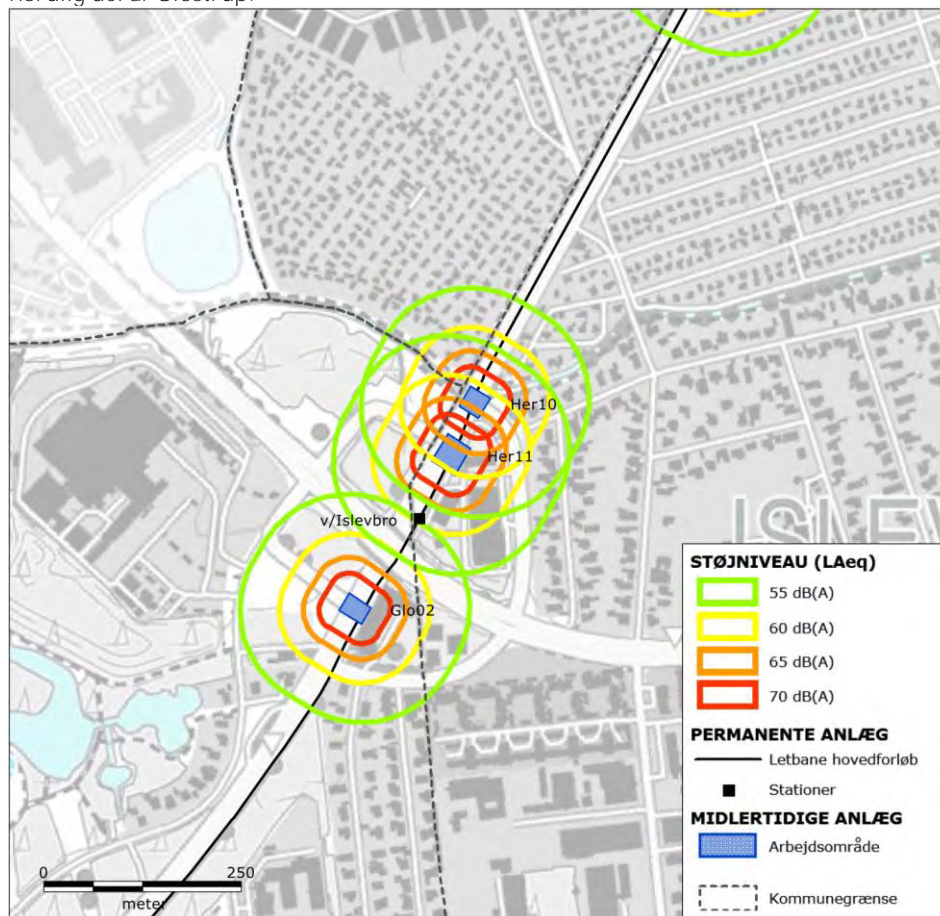 Her10
Her11
v/Islevbro
Glo02
ISLEV
STØJNIVEAU (LAeq)
55 dB(A)
60 dB(A)
65 dB(A)
70 dB(A)
PERMANENTE ANLÆG
Letbane hovedforløb
Stationer
MIDLERTIDIGE ANLÆG
Arbejdsområde
Kommunegrænse
0 250
meter